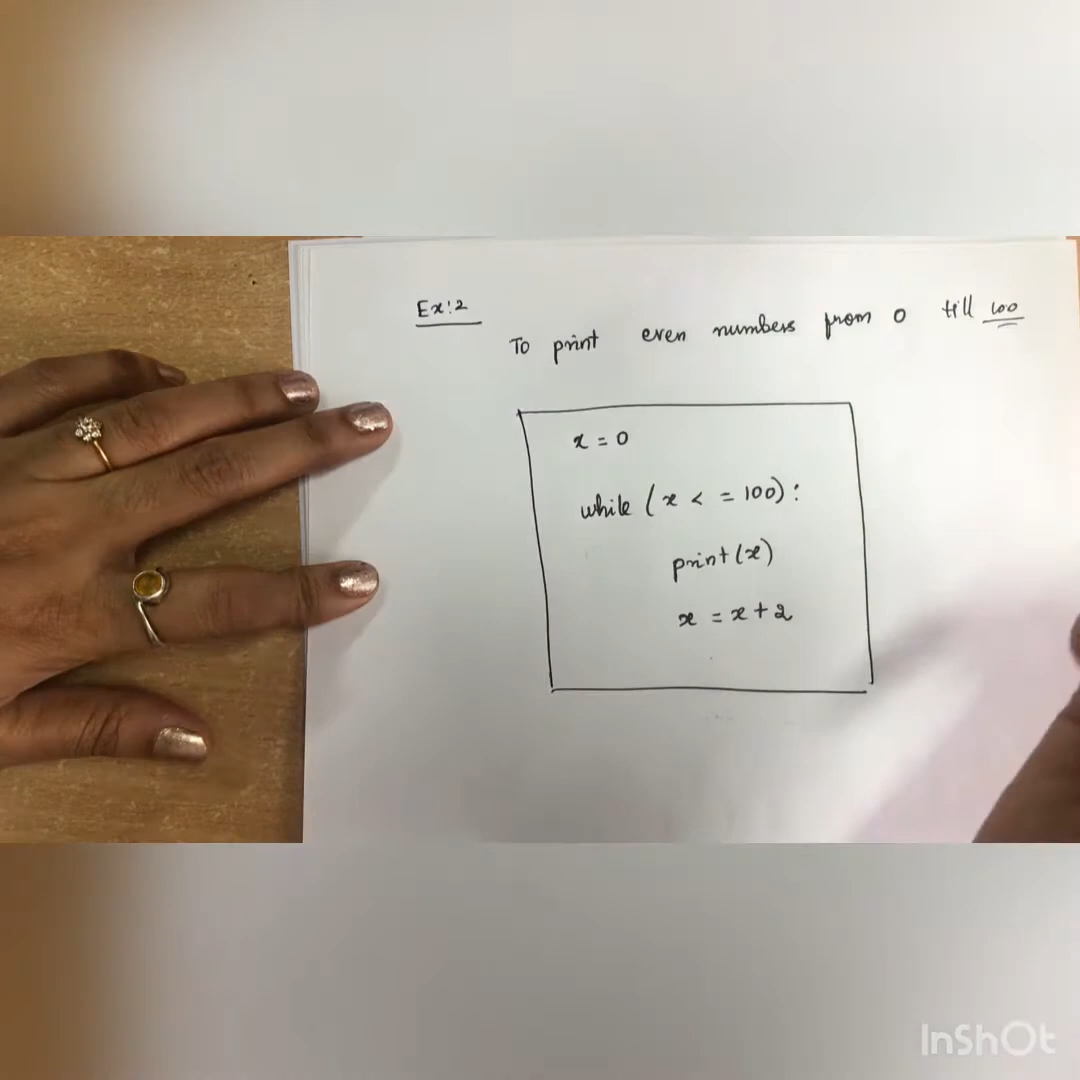 Ex:2
To print even numbers from 0 till 100
x = 0
while (x < = 100):
print(x)
x = x + 2
InShOt